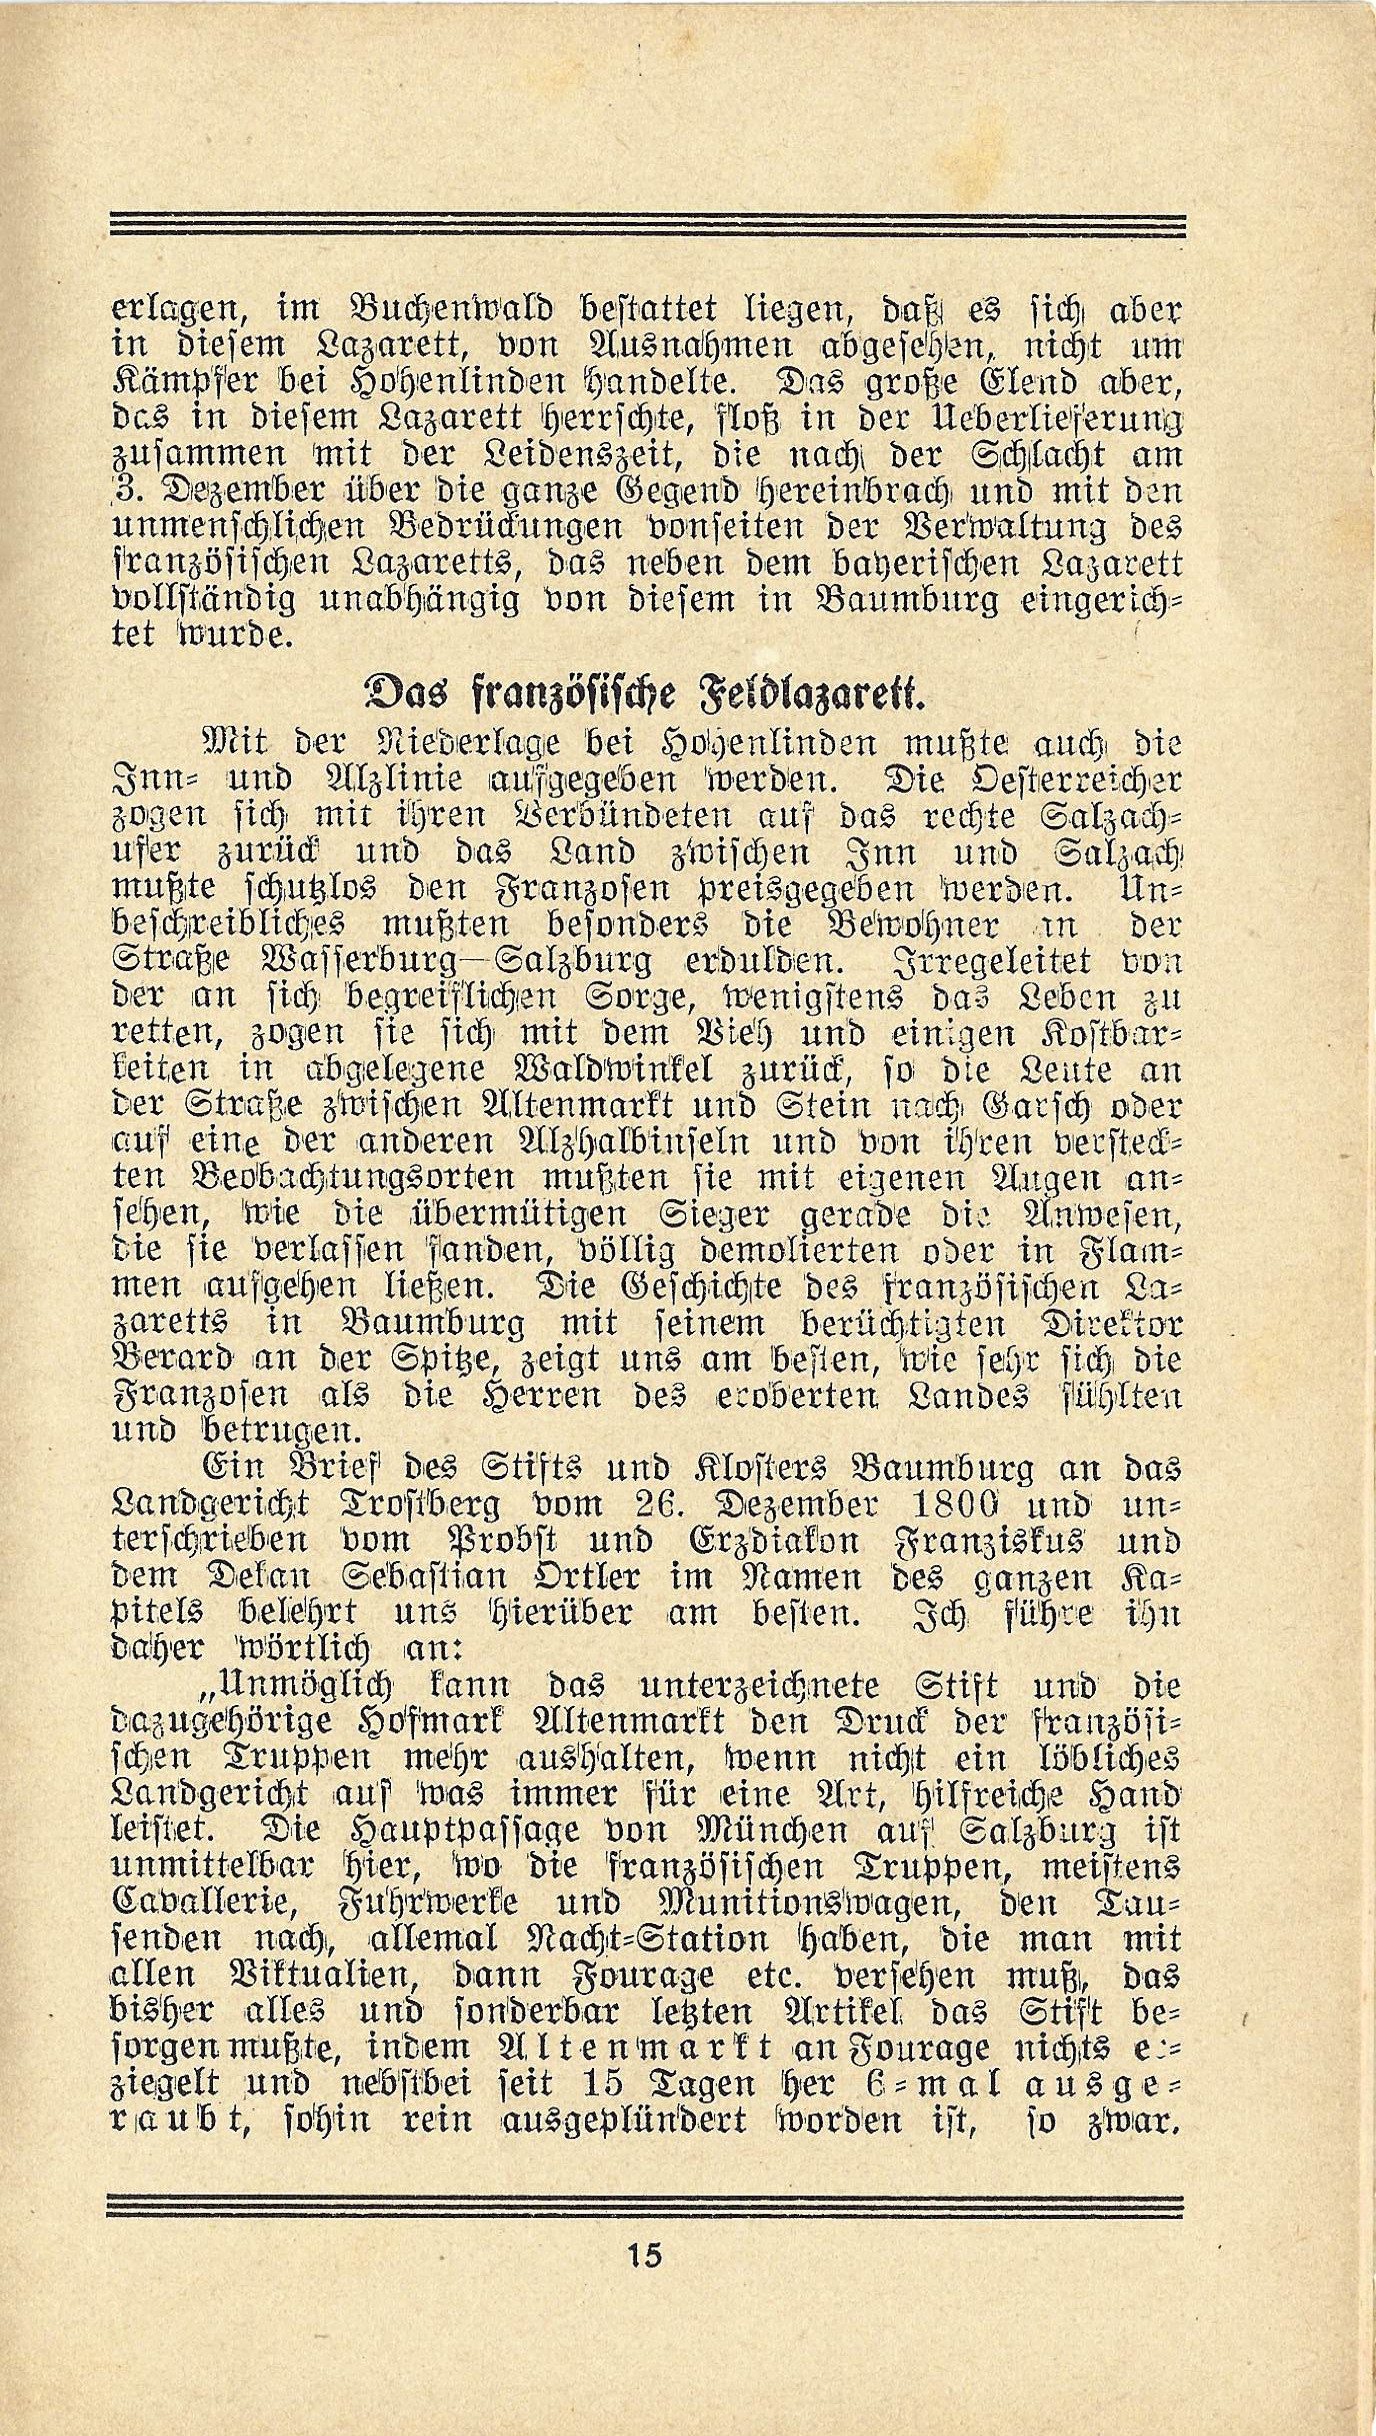 erlagen, im Buchenwald bestattet liegen, daß es sich aber
in diesem Lazarett, von Ausnahmen abgesehen, nicht um
Kämpfer bei Hohenlinden handelte. Das große Elend aber,
das in diesem Lazarett herrschte, floß in der Ueberlieferung
zusammen mit der Leidenszeit, die nach der Schlacht am
3. Dezember über die ganze Gegend hereinbrach und mit den
unmenschlichen Bedrückungen vonseiten der Verwaltung des
französischen Lazaretts, das neben dem bayerischen Lazarett
vollständig unabhängig von diesem in Baumburg eingerich-
tet wurde.
Das französische Feldlazarett.
Mit der Niederlage bei Hohenlinden mußte auch die
Inn- und Alzlinie aufgegeben werden. Die Oesterreicher
zogen sich mit ihren Verbündeten auf das rechte Salzach-
ufer zurück und das Land zwischen Inn und Salzach
mußte schutzlos den Franzosen preisgegeben werden. Un-
beschreibliches mußten besonders die Bewohner an der
Straße Wasserburg—Salzburg erdulden. Irregeleitet von
der an sich begreiflichen Sorge, wenigstens das Leben zu
retten, zogen sie sich mit dem Vieh und einigen Kostbar-
keiten in abgelegene Waldwinkel zurück, so die Leute an
der Straße zwischen Altenmarkt und Stein nach Garsch oder
auf eine der anderen Alzhalbinseln und von ihren versteck-
ten Beobachtungsorten mußten sie mit eigenen Augen an-
sehen, wie die übermütigen Sieger gerade die Anwesen,
die sie verlassen fanden, völlig demolierten oder in Flam-
men aufgehen ließen. Die Geschichte des französischen La-
zaretts in Baumburg mit seinem berüchtigten Direktor
Berard an der Spitze, zeigt uns am besten, wie sehr sich die
Franzosen als die Herren des eroberten Landes fühlten
und betrugen.
Ein Brief des Stifts und Klosters Baumburg an das
Landgericht Trostberg vom 26. Dezember 1800 und un-
terschrieben vom Probst und Erzdiakon Franziskus und
dem Dekan Sebastian Ortler im Namen des ganzen Ka-
pitels belehrt uns hierüber am besten. Ich führe ihn
daher wörtlich an:
„Unmöglich kann das unterzeichnete Stift und die
dazugehörige Hofmark Altenmarkt den Druck der französi-
schen Truppen mehr aushalten, wenn nicht ein löbliches
Landgericht auf was immer für eine Art, hilfreiche Hand
leistet. Die Hauptpassage von München auf Salzburg ist
unmittelbar hier, wo die französischen Truppen, meistens
Cavallerie, Fuhrwerke und Munitionswagen, den Tau-
senden nach, allemal Nacht-Station haben, die man mit
allen Viktualien, dann Fourage etc. versehen muß, das
bisher alles und sonderbar letzten Artikel das Stift be-
sorgen mußte, indem Altenmarkt an Fourage nichts er-
ziegelt und nebstbei seit 15 Tagen her 6-mal ausge-
raubt, sohin rein ausgeplündert worden ist, so zwar.
15